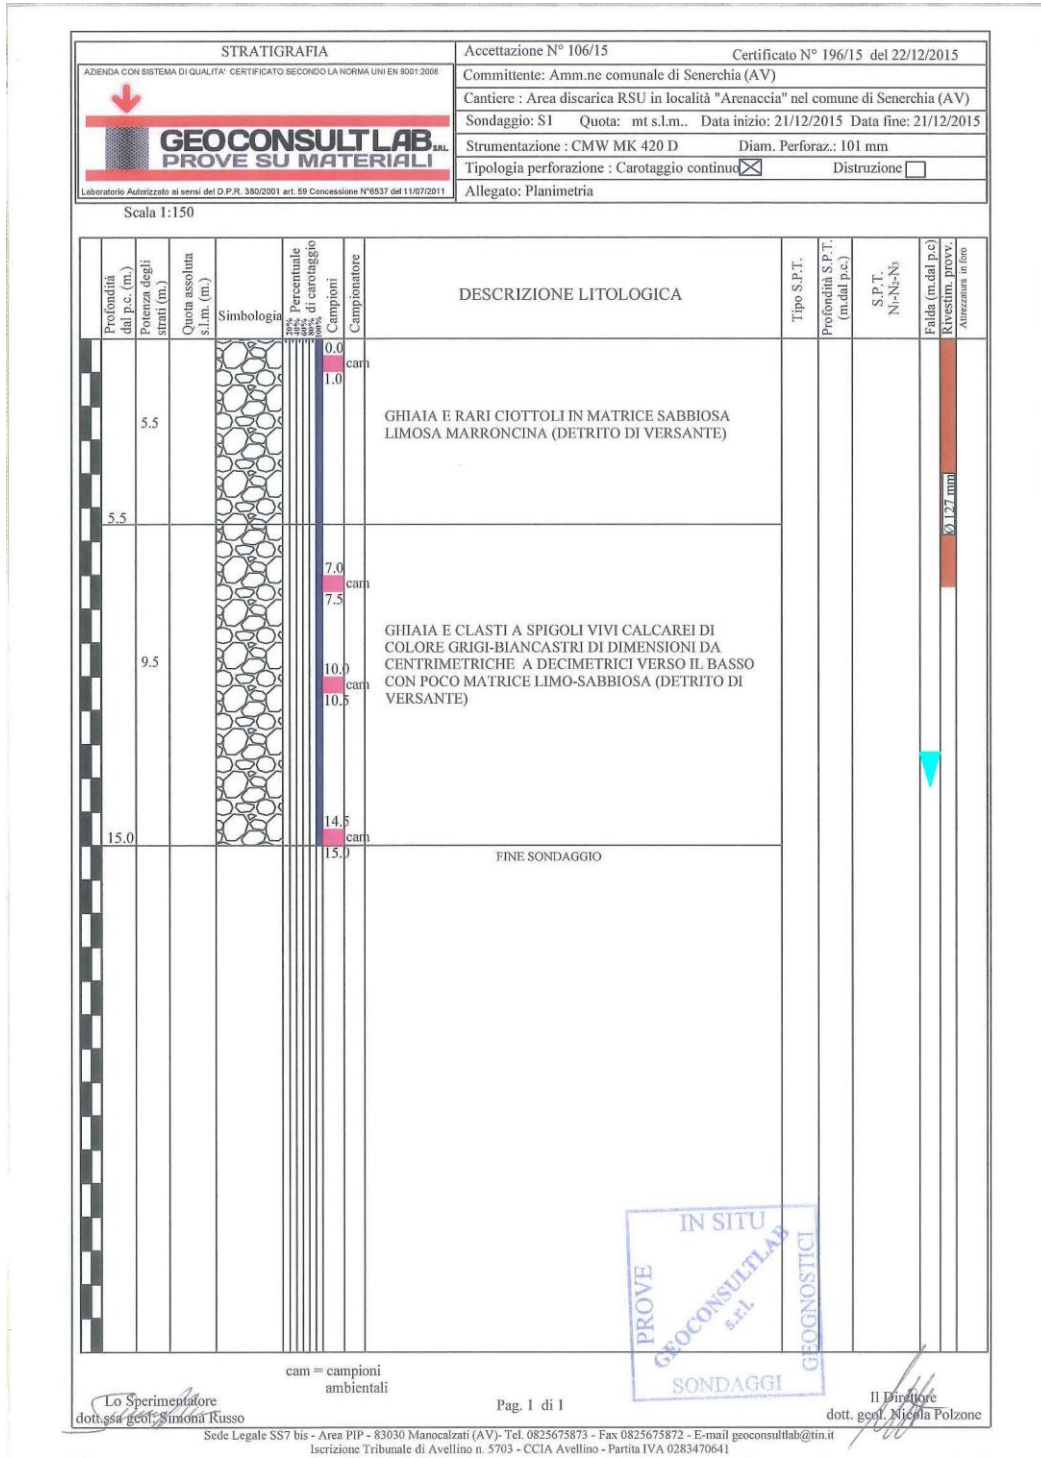 STRATIGRAFIA
AZIENDA CON SISTEMA DI QUALITA' CERTIFICATO SECONDO LA NORMA UNI EN 9001:2008
GEOCONSULT LAB SRL
PROVE SU MATERIALI
Laboratorio Autorizzato ai sensi del D.P.R. 380/2001 art. 59 Concessione N°6537 del 11/07/2011
Accettazione N° 106/15 Certificato N° 196/15 del 22/12/2015
Committente: Amm.ne comunale di Senerchia (AV)
Cantiere : Area discarica RSU in località "Arenaccia" nel comune di Senerchia (AV)
Sondaggio: S1 Quota: mt s.l.m.. Data inizio: 21/12/2015 Data fine: 21/12/2015
Strumentazione : CMW MK 420 D Diam. Perforaz.: 101 mm
Tipologia perforazione : Carotaggio continuo Distruzione
Allegato: Planimetria
Scala 1:150
Profondità dal p.c. (m.)
Potenza degli strati (m.)
Quota assoluta s.l.m. (m.)
Simbologia
Percentuale di carotaggio
20%
40%
60%
80%
100%
Campioni
Campionatore
DESCRIZIONE LITOLOGICA
Tipo S.P.T.
Profondità S.P.T. (m.dal p.c.)
S.P.T. N1-N2-N3
Falda (m.dal p.c)
Rivestim. provv.
Attrezzatura in foro
0.0
cam
1.0
5.5
GHIAIA E RARI CIOTTOLI IN MATRICE SABBIOSA
LIMOSA MARRONCINA (DETRITO DI VERSANTE)
Ø 127 mm
5.5
7.0
cam
7.5
9.5
GHIAIA E CLASTI A SPIGOLI VIVI CALCAREI DI
COLORE GRIGI-BIANCASTRI DI DIMENSIONI DA
CENTRIMETRICHE A DECIMETRICI VERSO IL BASSO
CON POCO MATRICE LIMO-SABBIOSA (DETRITO DI
VERSANTE)
10.0
cam
10.5
14.5
cam
15.0
15.0
FINE SONDAGGIO
IN SITU
PROVE
GEOCONSULTLAB
s.r.l.
GEOGNOSTICI
SONDAGGI
cam = campioni
ambientali
Lo Sperimentatore
dott.ssa geol. Simona Russo
Pag. 1 di 1
Il Direttore
dott. geol. Nicola Polzone
Sede Legale SS7 bis - Area PIP - 83030 Manocalzati (AV)- Tel. 0825675873 - Fax 0825675872 - E-mail geoconsultlab@tin.it
Iscrizione Tribunale di Avellino n. 5703 - CCIA Avellino - Partita IVA 0283470641